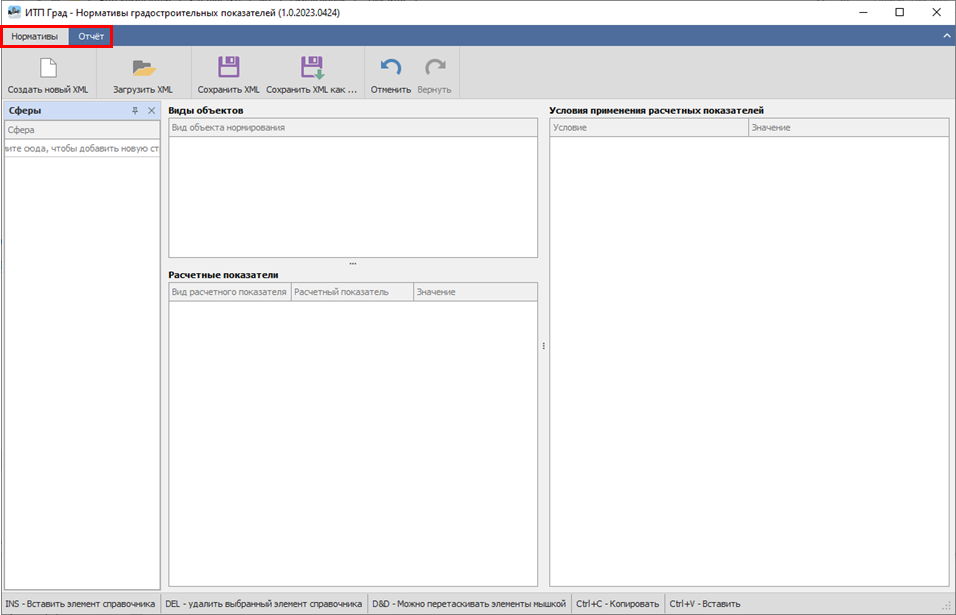 ИТП Град - Нормативы градостроительных показателей (1.0.2023.0424)
Нормативы Отчёт
Создать новый XML Загрузить XML Сохранить XML Сохранить XML как ... Отменить Вернуть
Сферы Виды объектов Условия применения расчетных показателей
Сфера Вид объекта нормирования Условие Значение
ите сюда, чтобы добавить новую ст
Расчетные показатели
Вид расчетного показателя Расчетный показатель Значение
INS - Вставить элемент справочника DEL - удалить выбранный элемент справочника D&D - Можно перетаскивать элементы мышкой Ctrl+C - Копировать Ctrl+V - Вставить